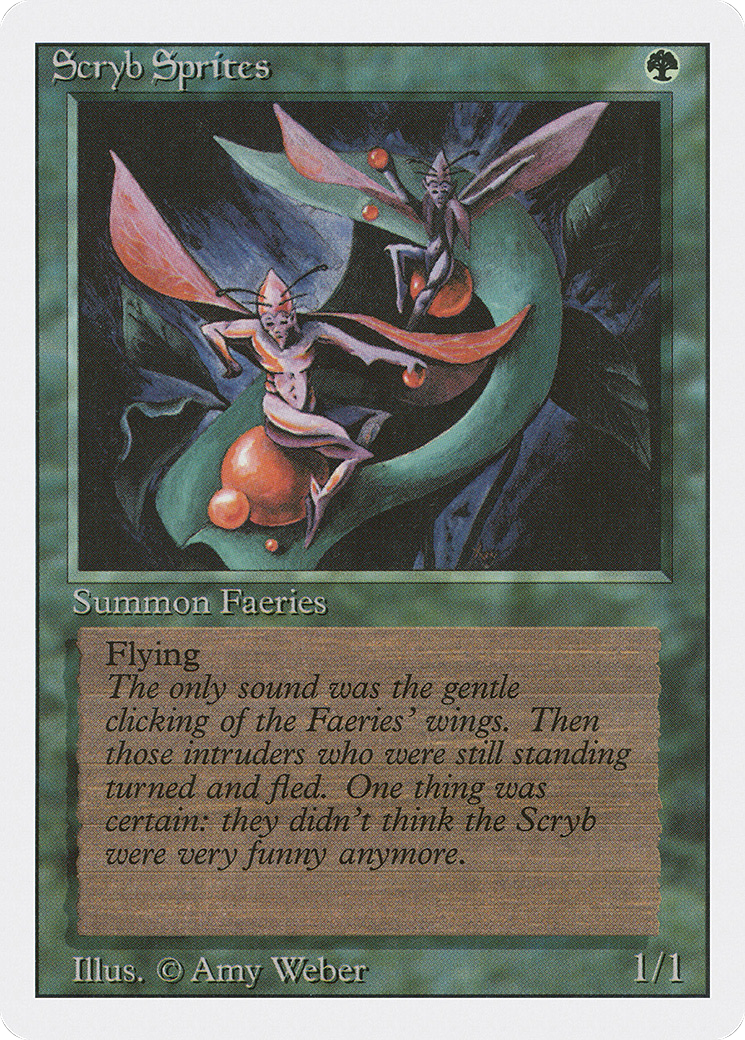 Scryb Sprites
Summon Faeries
Flying
The only sound was the gentle
clicking of the Faeries' wings. Then
those intruders who were still standing
turned and fled. One thing was
certain: they didn't think the Scryb
were very funny anymore.
Illus. © Amy Weber
1/1